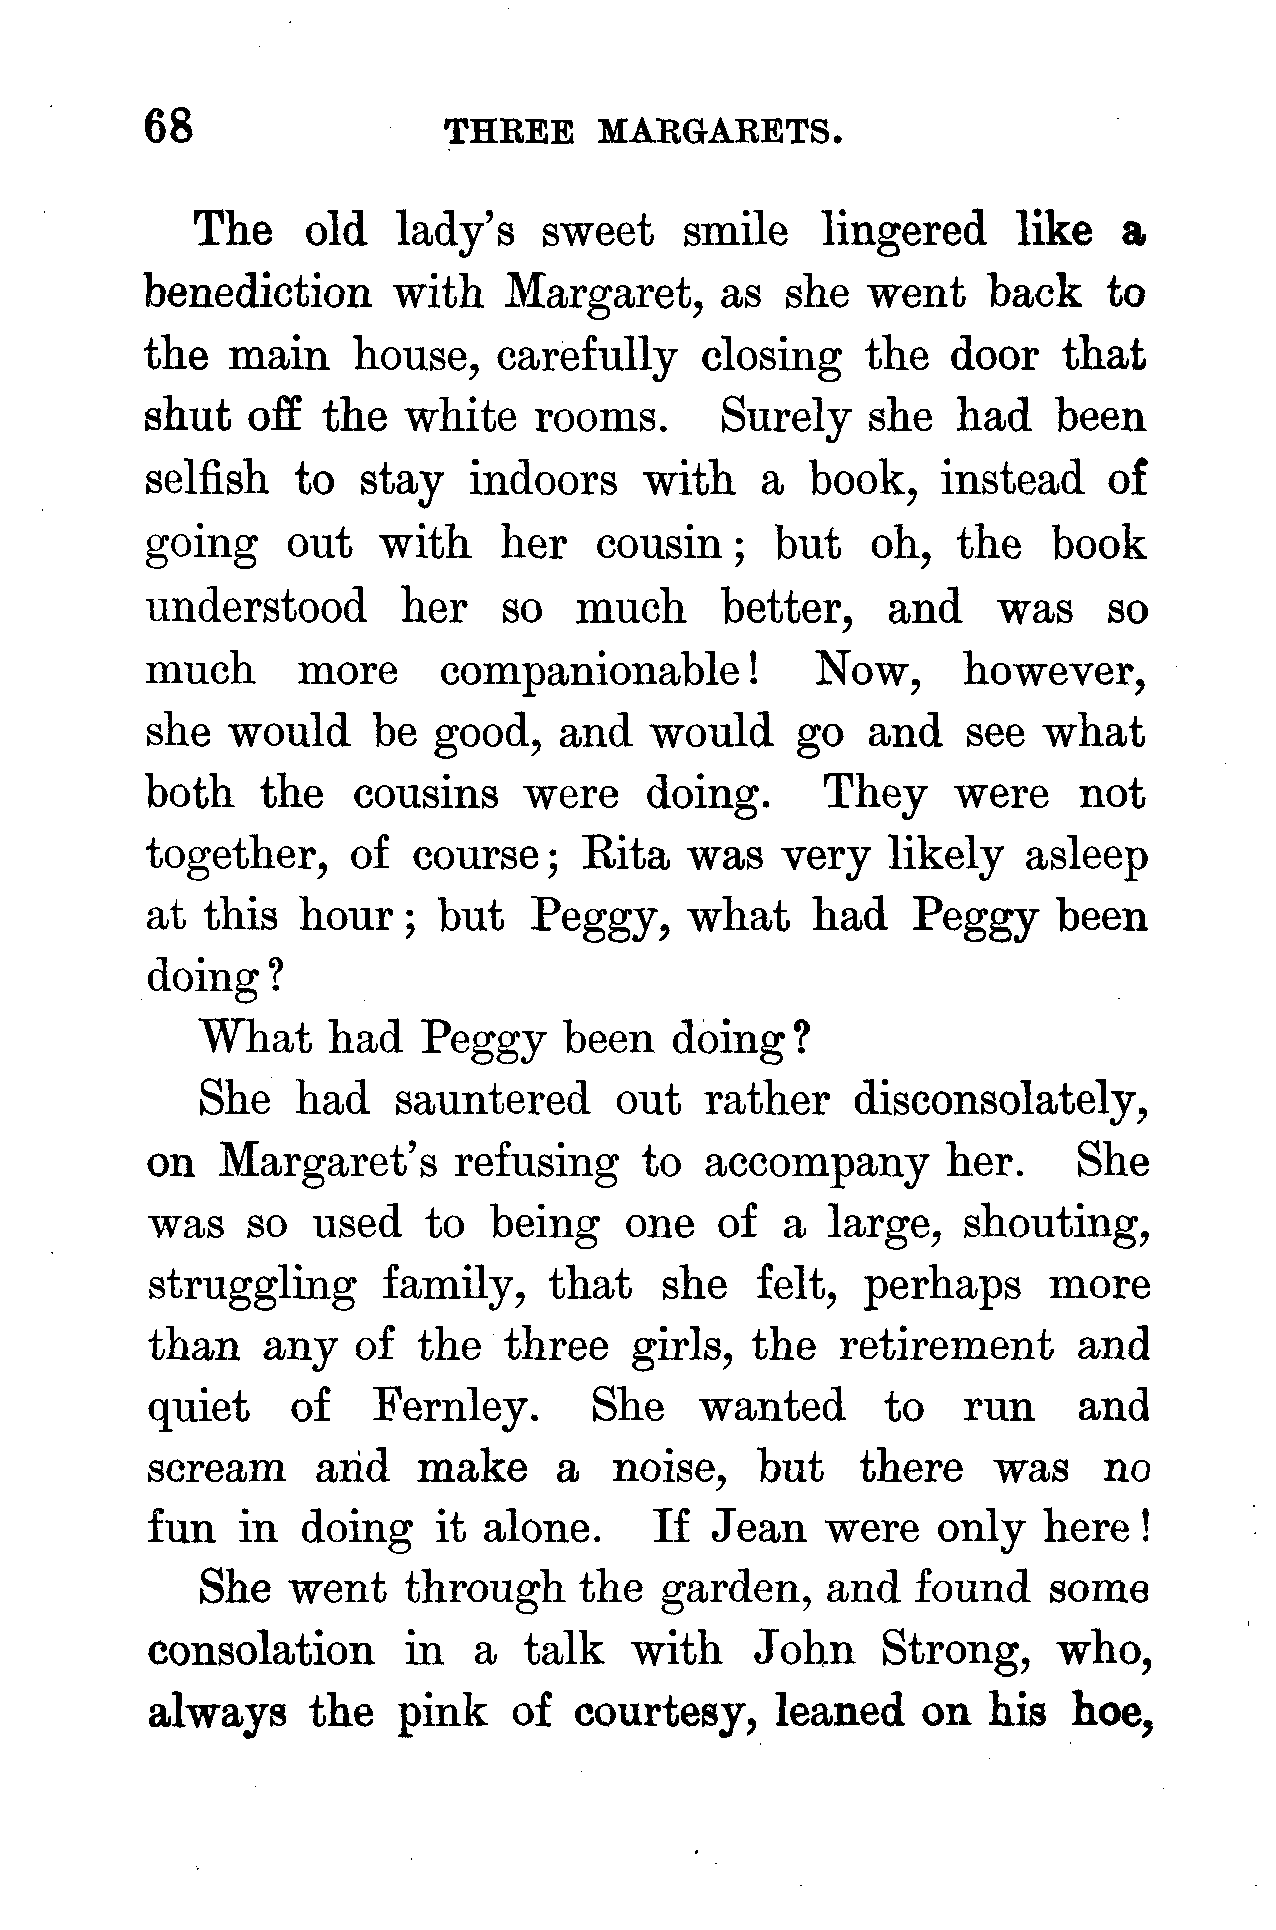 68 THREE MARGARETS.
The old lady's sweet smile lingered like a
benediction with Margaret, as she went back to
the main house, carefully closing the door that
shut off the white rooms. Surely she had been
selfish to stay indoors with a book, instead of
going out with her cousin; but oh, the book
understood her so much better, and was so
much more companionable! Now, however,
she would be good, and would go and see what
both the cousins were doing. They were not
together, of course; Rita was very likely asleep
at this hour; but Peggy, what had Peggy been
doing?
What had Peggy been doing?
She had sauntered out rather disconsolately,
on Margaret's refusing to accompany her. She
was so used to being one of a large, shouting,
struggling family, that she felt, perhaps more
than any of the three girls, the retirement and
quiet of Fernley. She wanted to run and
scream and make a noise, but there was no
fun in doing it alone. If Jean were only here!
She went through the garden, and found some
consolation in a talk with John Strong, who,
always the pink of courtesy, leaned on his hoe,